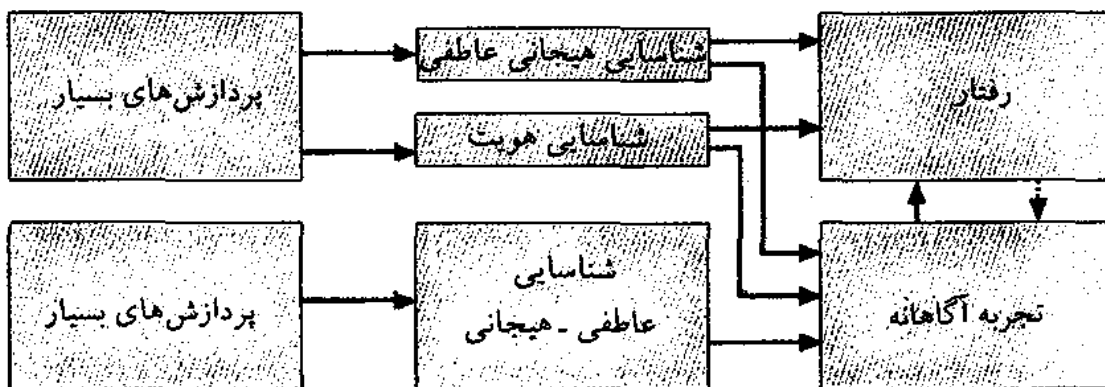 پردازش‌های بسیار
شناسایی هیجانی عاطفی
شناسایی هویت
رفتار
پردازش‌های بسیار
شناسایی
عاطفی - هیجانی
تجربه آگاهانه